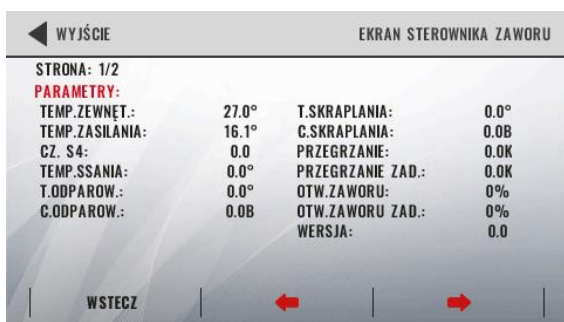 WYJŚCIE
EKRAN STEROWNIKA ZAWORU
STRONA: 1/2
PARAMETRY:
TEMP.ZEWNĘT.: 27.0°
TEMP.ZASILANIA: 16.1°
CZ. S4: 0.0
TEMP.SSANIA: 0.0°
T.ODPAROW.: 0.0°
C.ODPAROW.: 0.0B
T.SKRAPLANIA: 0.0°
C.SKRAPLANIA: 0.0B
PRZEGRZANIE: 0.0K
PRZEGRZANIE ZAD.: 0.0K
OTW.ZAWORU: 0%
OTW.ZAWORU ZAD.: 0%
WERSJA: 0.0
WSTECZ